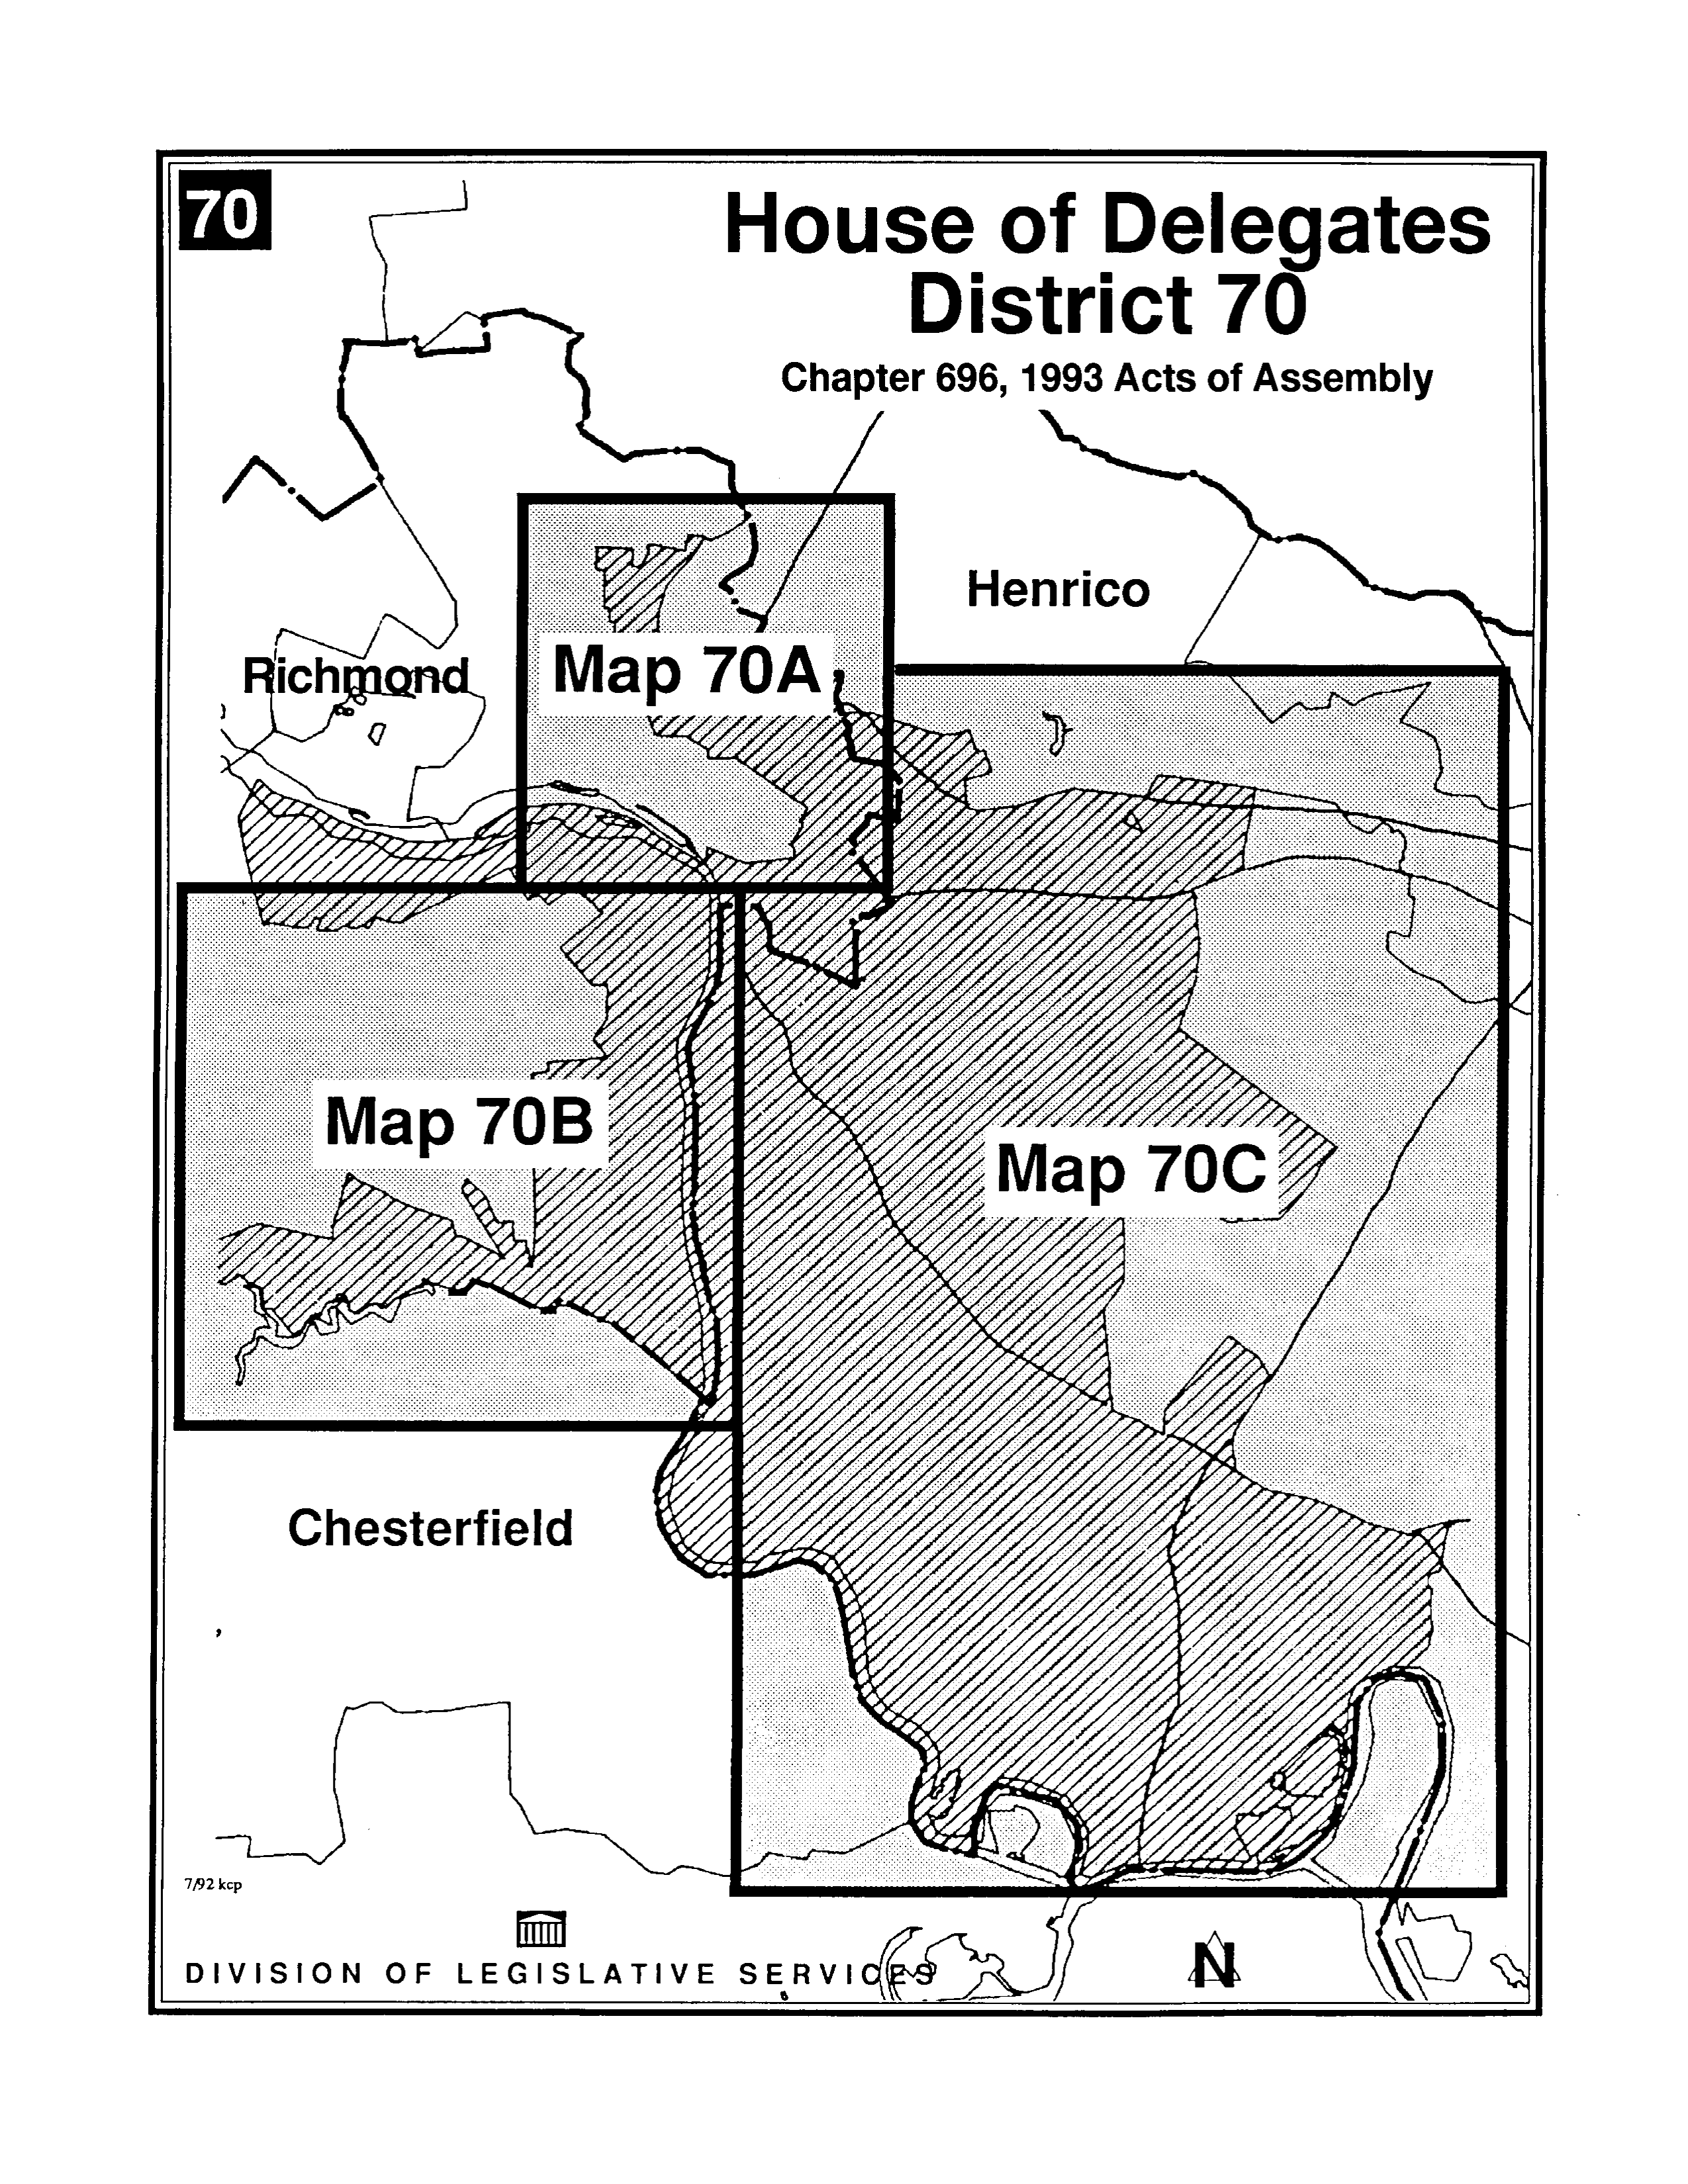 70
House of Delegates
District 70
Chapter 696, 1993 Acts of Assembly
Henrico
Richmond
Map 70A
Map 70B
Map 70C
Chesterfield
7/92 kcp
DIVISION OF LEGISLATIVE SERVICES
N